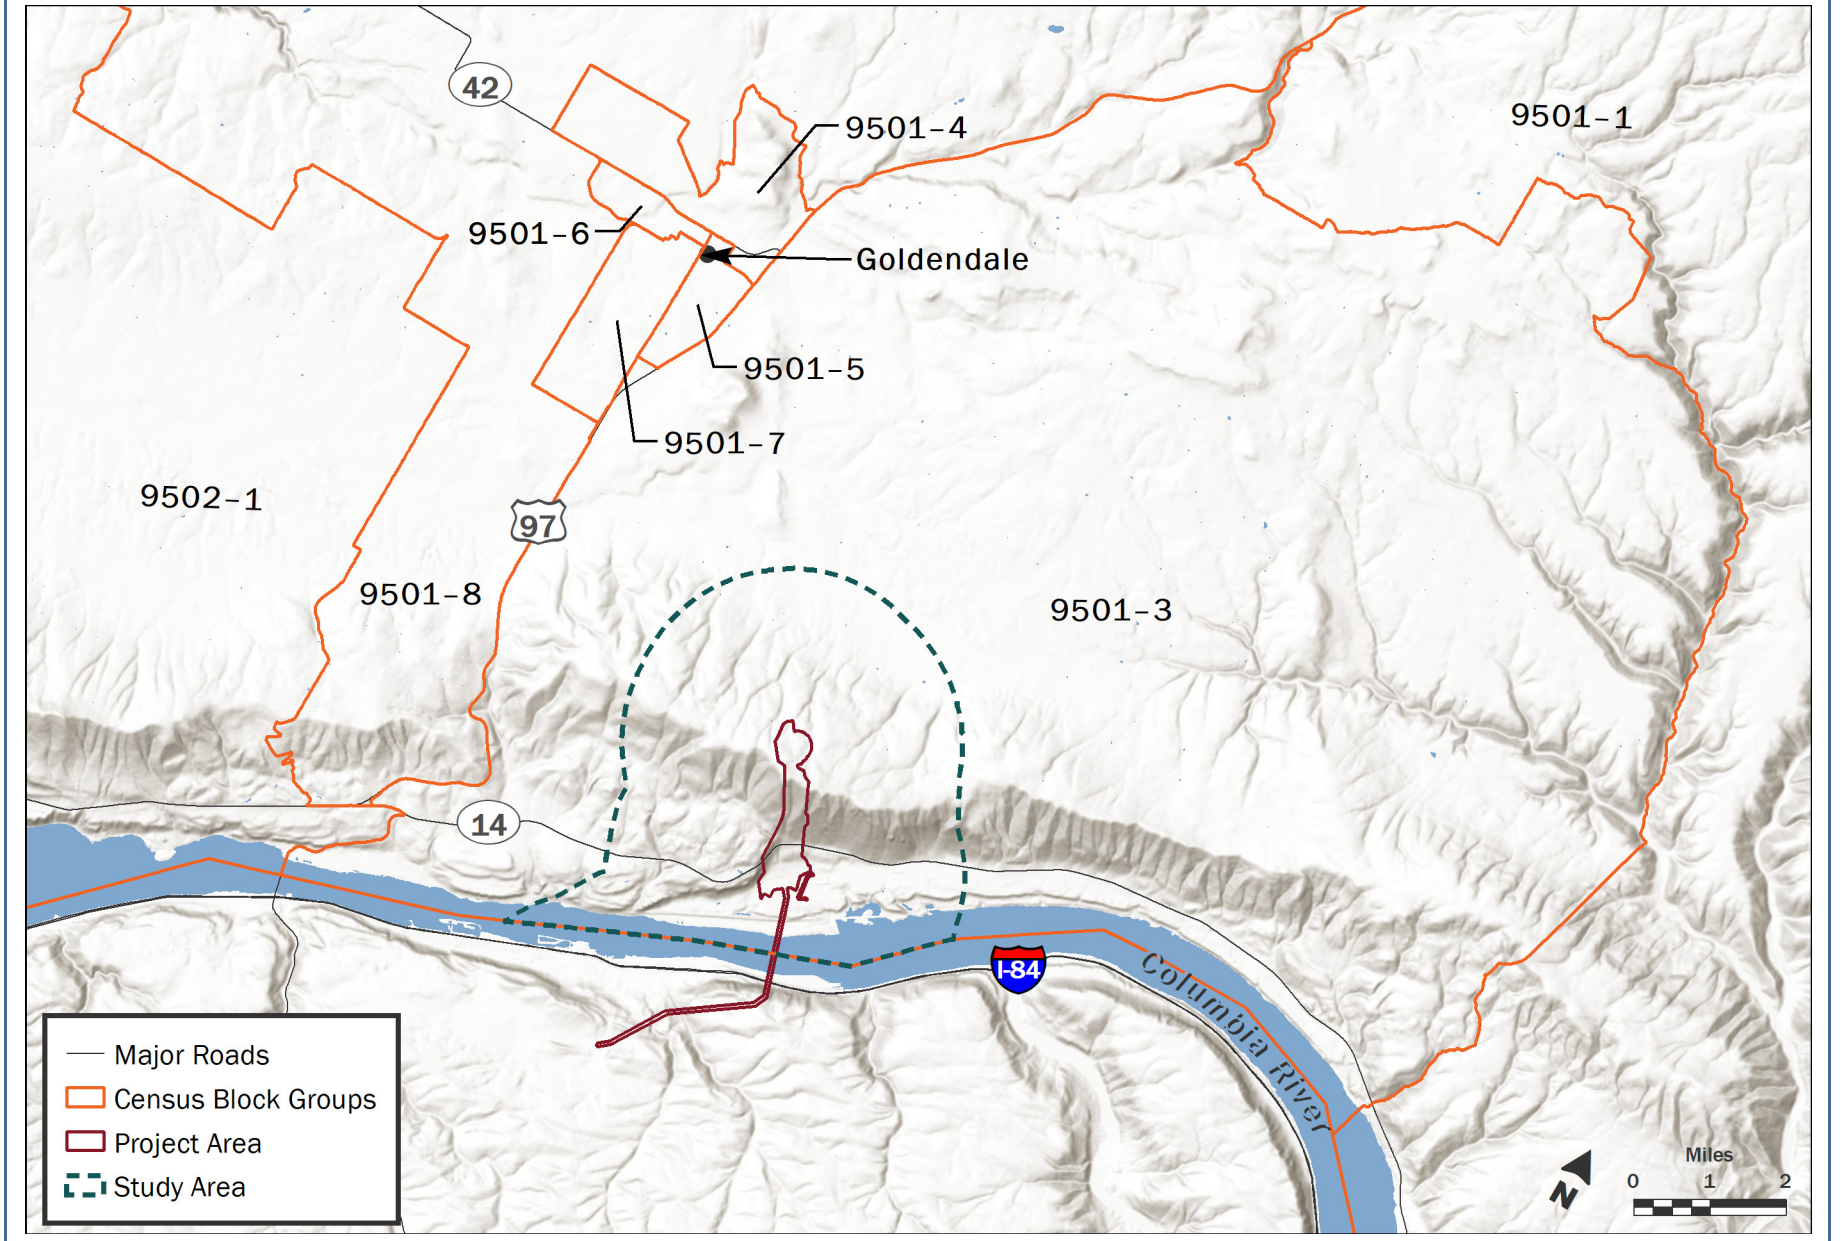 42
9501-4
9501-1
9501-6
Goldendale
9501-5
9501-7
9502-1
97
9501-8
9501-3
14
I-84
Columbia River
Major Roads
Census Block Groups
Project Area
Study Area
N
Miles
0 1 2